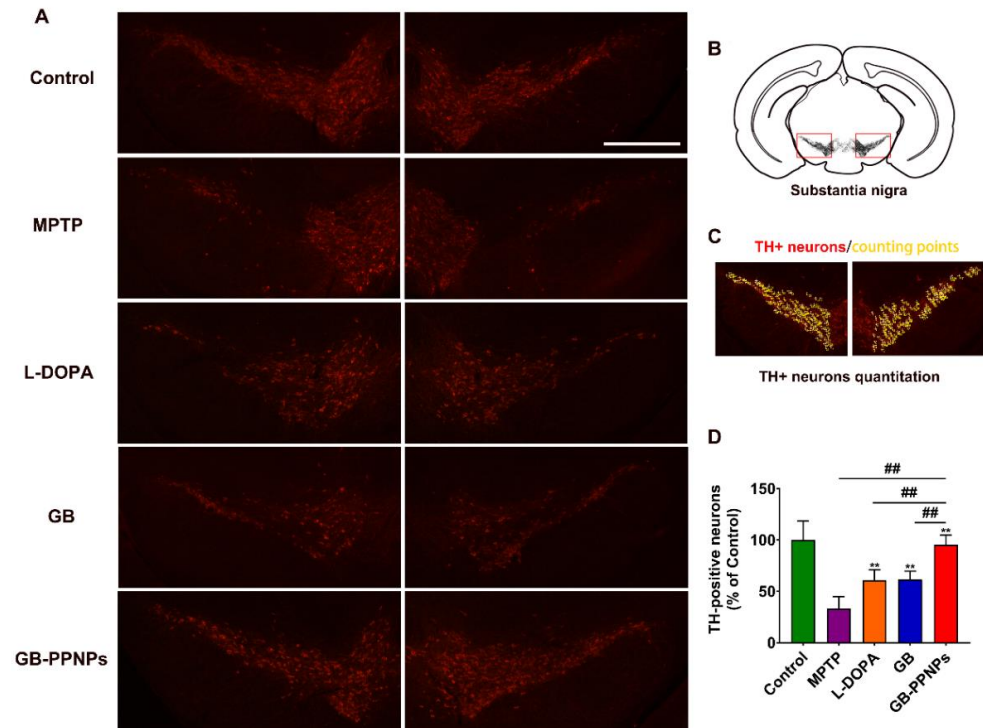 A
Control
MPTP
L-DOPA
GB
GB-PPNPs
B
Substantia nigra
C
TH+ neurons/counting points
TH+ neurons quantitation
D
##
##
##
TH-positive neurons
(% of Control)
150
100
50
0
**
**
**
Control
MPTP
L-DOPA
GB
GB-PPNPs